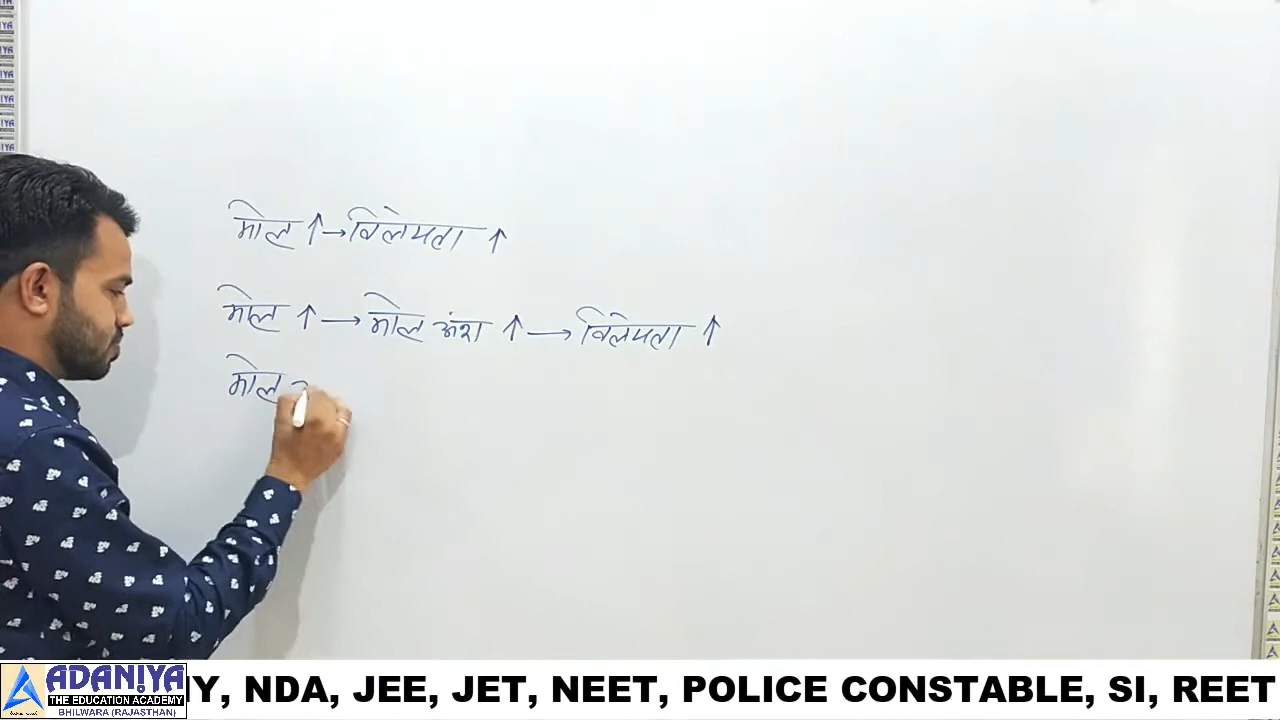 मोल ↑ → विलेयता ↑
मोल ↑ → मोल अंश ↑ → विलेयता ↑
मोल
ADANIYA
THE EDUCATION ACADEMY
BHILWARA (RAJASTHAN)
Y, NDA, JEE, JET, NEET, POLICE CONSTABLE, SI, REET